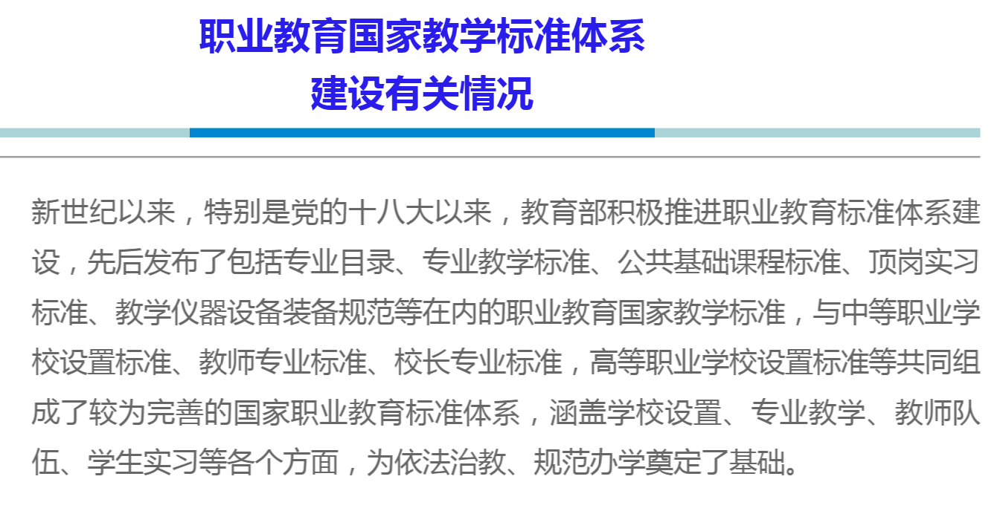 职业教育国家教学标准体系
建设有关情况
新世纪以来，特别是党的十八大以来，教育部积极推进职业教育标准体系建
设，先后发布了包括专业目录、专业教学标准、公共基础课程标准、顶岗实习
标准、教学仪器设备装备规范等在内的职业教育国家教学标准，与中等职业学
校设置标准、教师专业标准、校长专业标准，高等职业学校设置标准等共同组
成了较为完善的国家职业教育标准体系，涵盖学校设置、专业教学、教师队
伍、学生实习等各个方面，为依法治教、规范办学奠定了基础。